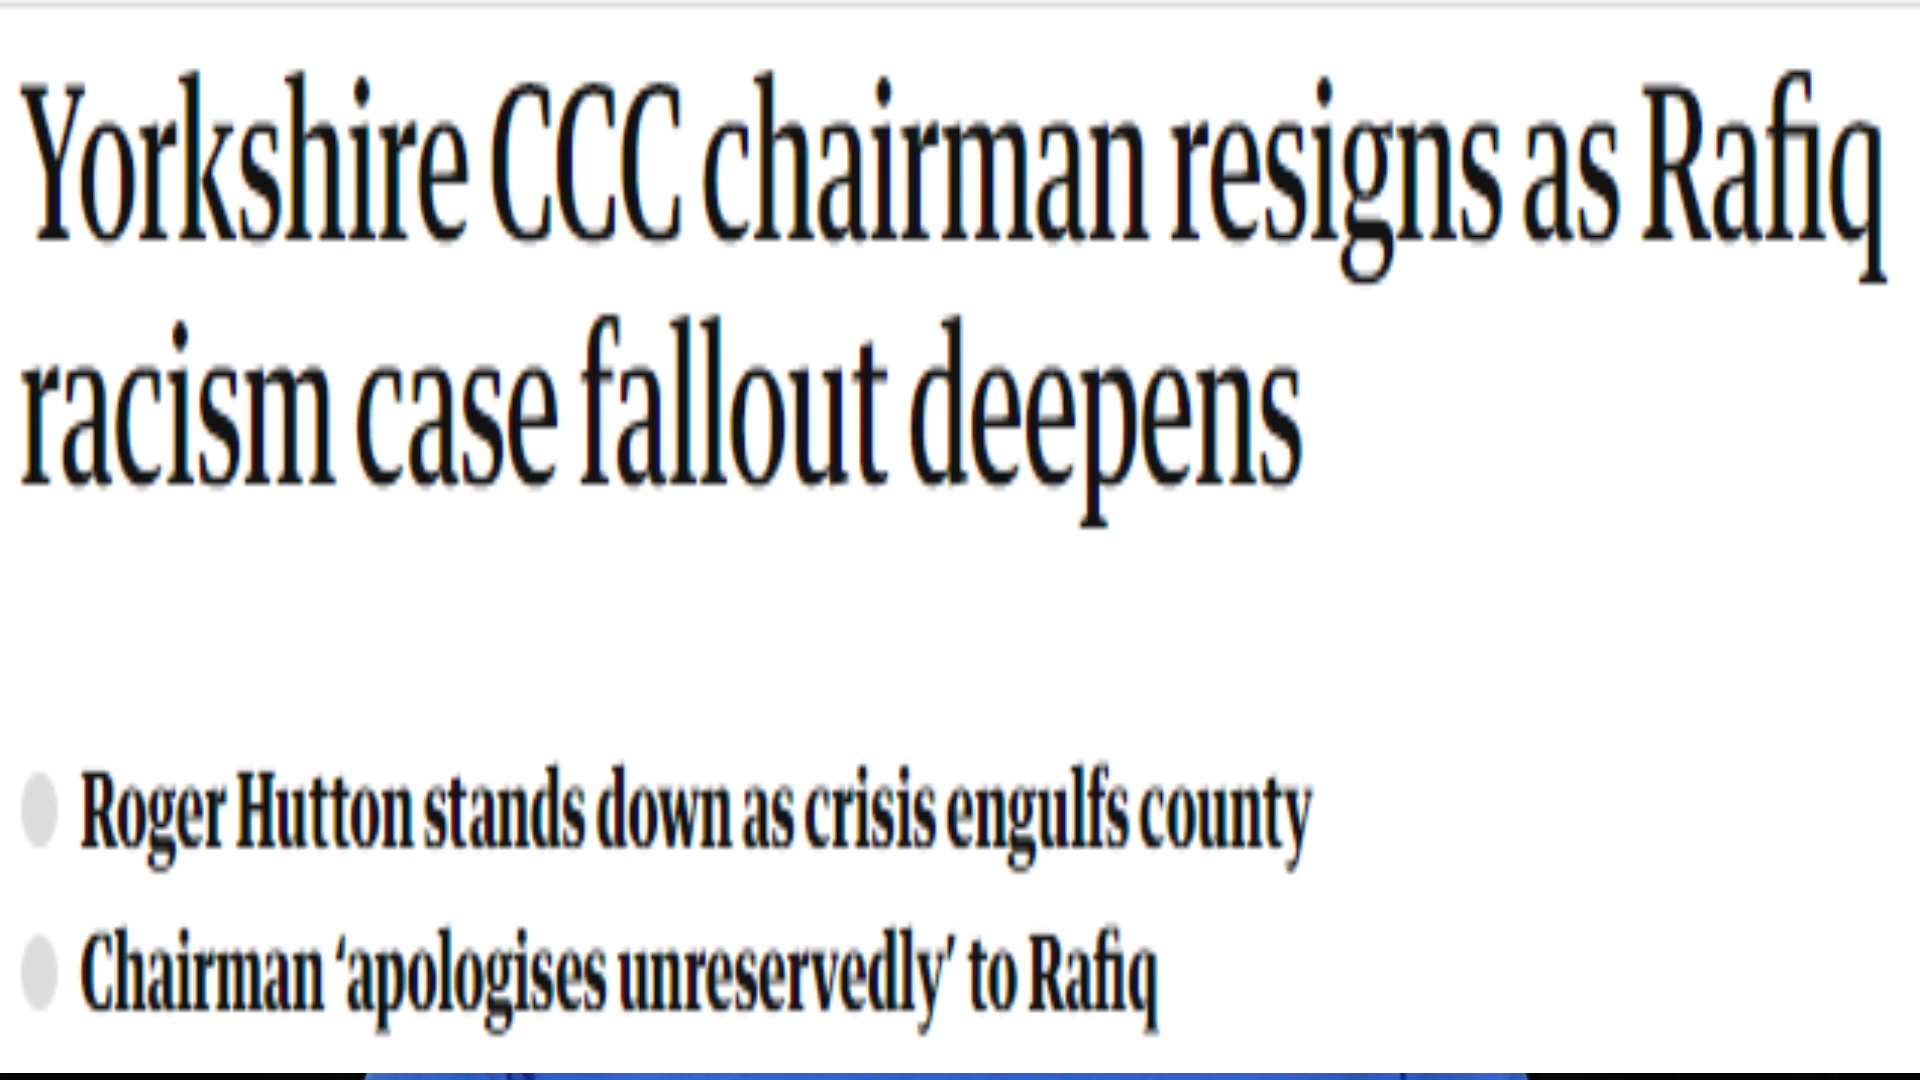 Yorkshire CCC chairman resigns as Rafiq
racism case fallout deepens
Roger Hutton stands down as crisis engulfs county
Chairman ‘apologises unreservedly’ to Rafiq